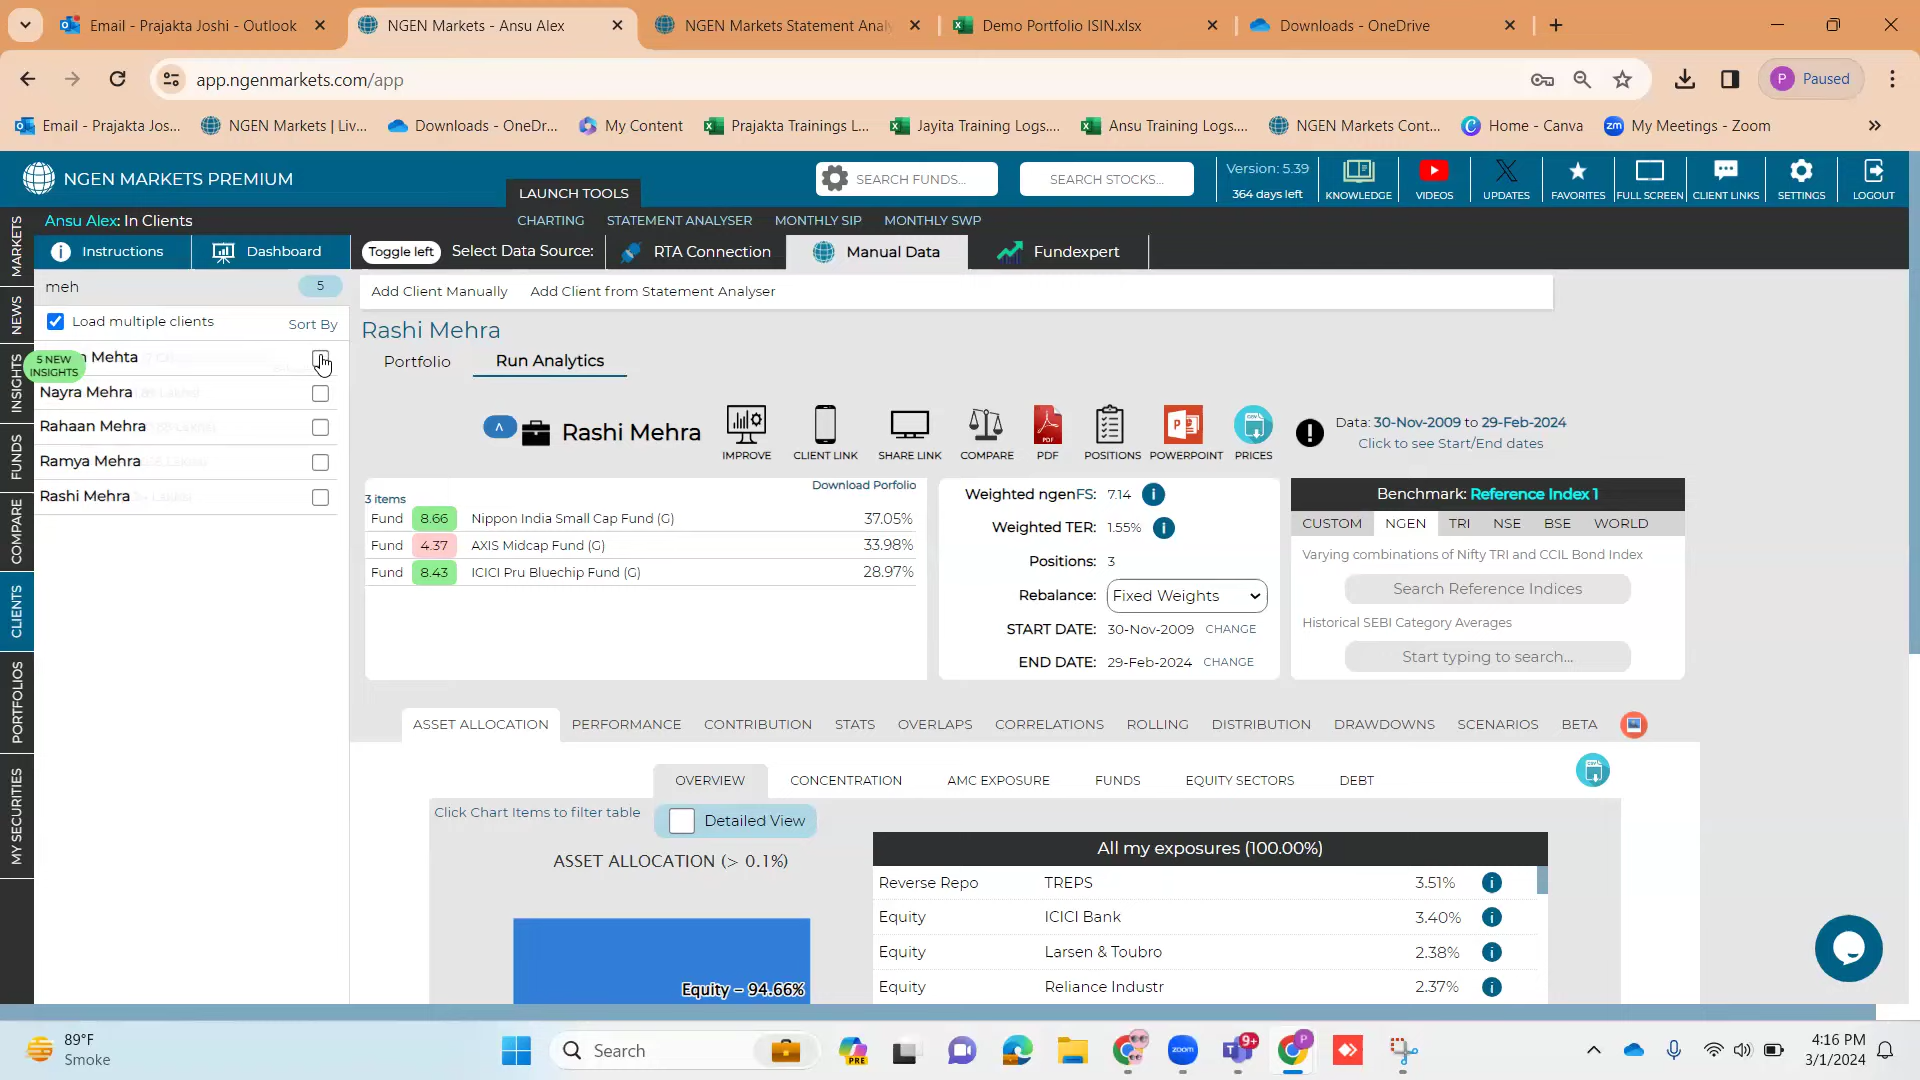 Email - Prajakta Joshi - Outlook
NGEN Markets - Ansu Alex
NGEN Markets Statement Anal
Demo Portfolio ISIN.xlsx
Downloads - OneDrive
app.ngenmarkets.com/app
P Paused
Email - Prajakta Jos...
NGEN Markets | Liv...
Downloads - OneDr...
My Content
Prajakta Trainings L...
Jayita Training Logs....
Ansu Training Logs....
NGEN Markets Cont...
Home - Canva
My Meetings - Zoom
NGEN MARKETS PREMIUM
LAUNCH TOOLS
SEARCH FUNDS...
SEARCH STOCKS...
Version: 5.39
364 days left
KNOWLEDGE
VIDEOS
UPDATES
FAVORITES
FULL SCREEN
CLIENT LINKS
SETTINGS
LOGOUT
Ansu Alex: In Clients
CHARTING
STATEMENT ANALYSER
MONTHLY SIP
MONTHLY SWP
Instructions
Dashboard
Toggle left
Select Data Source:
RTA Connection
Manual Data
Fundexpert
MARKETS
NEWS
INSIGHTS
FUNDS
COMPARE
CLIENTS
PORTFOLIOS
MY SECURITIES
meh
5
Load multiple clients
Sort By
5 NEW
INSIGHTS
Mehta
Nayra Mehra
Rahaan Mehra
Ramya Mehra
Rashi Mehra
Add Client Manually
Add Client from Statement Analyser
Rashi Mehra
Portfolio
Run Analytics
Rashi Mehra
IMPROVE
CLIENT LINK
SHARE LINK
COMPARE
PDF
POSITIONS
POWERPOINT
PRICES
Data: 30-Nov-2009 to 29-Feb-2024
Click to see Start/End dates
Download Porfolio
3 items
Fund 8.66 Nippon India Small Cap Fund (G) 37.05%
Fund 4.37 AXIS Midcap Fund (G) 33.98%
Fund 8.43 ICICI Pru Bluechip Fund (G) 28.97%
Weighted ngenFS: 7.14
Weighted TER: 1.55%
Positions: 3
Rebalance: Fixed Weights
START DATE: 30-Nov-2009 CHANGE
END DATE: 29-Feb-2024 CHANGE
Benchmark: Reference Index 1
CUSTOM NGEN TRI NSE BSE WORLD
Varying combinations of Nifty TRI and CCIL Bond Index
Search Reference Indices
Historical SEBI Category Averages
Start typing to search...
ASSET ALLOCATION PERFORMANCE CONTRIBUTION STATS OVERLAPS CORRELATIONS ROLLING DISTRIBUTION DRAWDOWNS SCENARIOS BETA
OVERVIEW CONCENTRATION AMC EXPOSURE FUNDS EQUITY SECTORS DEBT
Click Chart Items to filter table
Detailed View
ASSET ALLOCATION (> 0.1%)
Equity - 94.66%
All my exposures (100.00%)
Reverse Repo TREPS 3.51%
Equity ICICI Bank 3.40%
Equity Larsen & Toubro 2.38%
Equity Reliance Industr 2.37%
89°F
Smoke
Search
PRE
zoom
9+
4:16 PM
3/1/2024